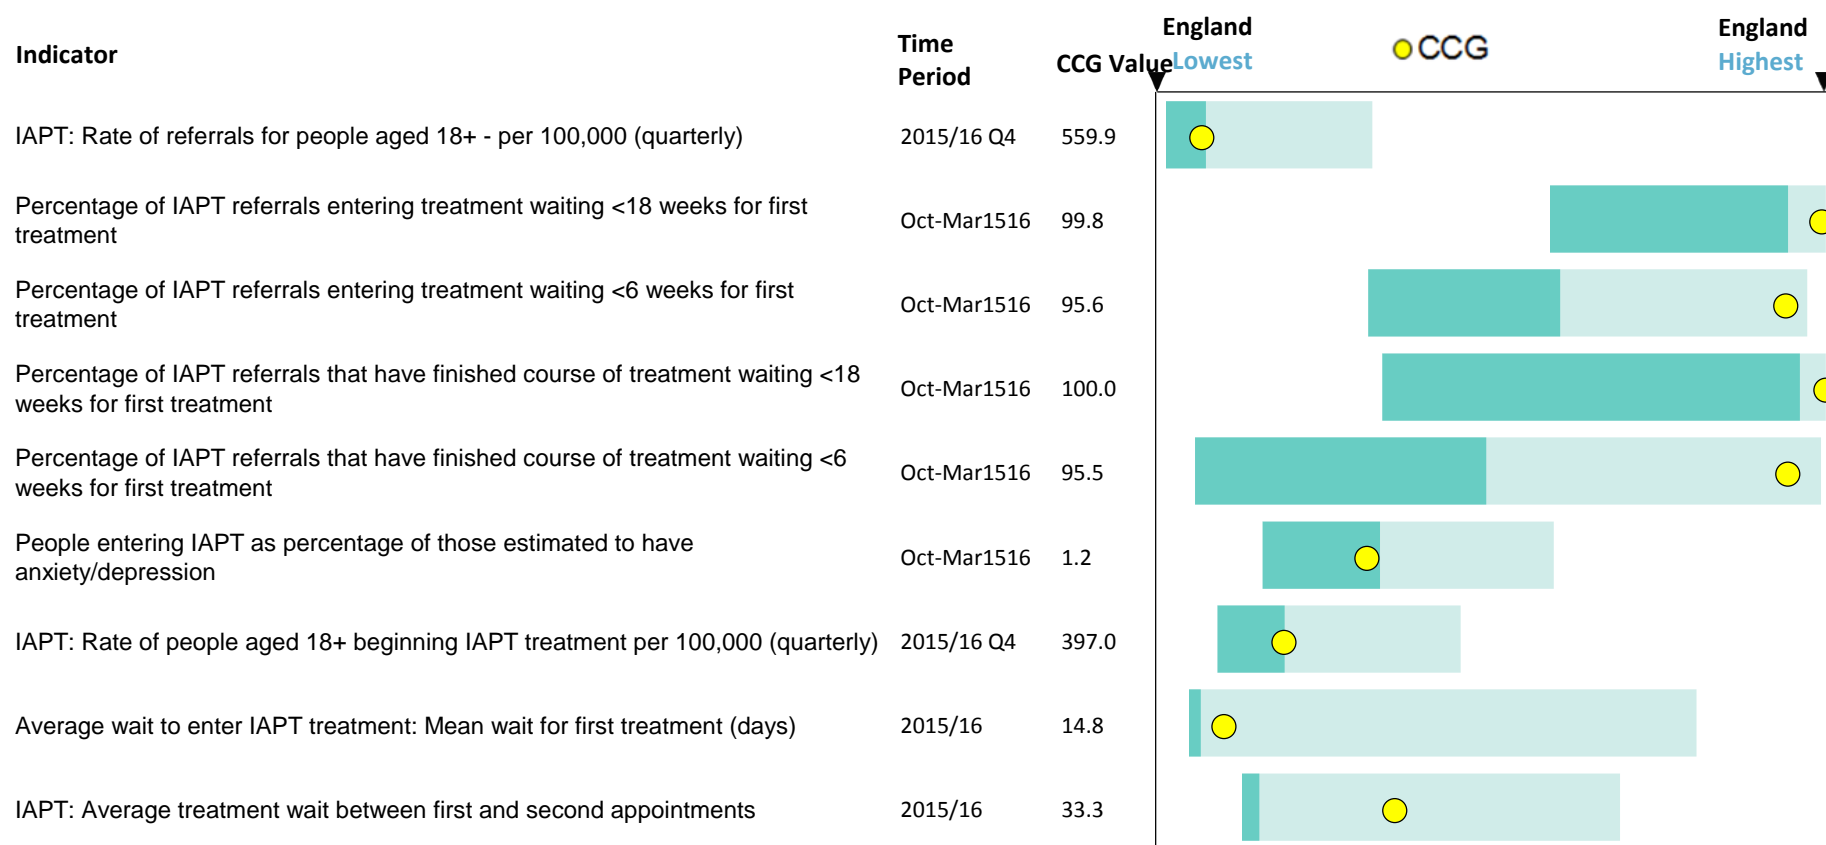 Indicator
Time
Period
CCG Value
England
Lowest
CCG
England
Highest
IAPT: Rate of referrals for people aged 18+ - per 100,000 (quarterly)
2015/16 Q4
559.9
Percentage of IAPT referrals entering treatment waiting <18 weeks for first
treatment
Oct-Mar1516
99.8
Percentage of IAPT referrals entering treatment waiting <6 weeks for first
treatment
Oct-Mar1516
95.6
Percentage of IAPT referrals that have finished course of treatment waiting <18
weeks for first treatment
Oct-Mar1516
100.0
Percentage of IAPT referrals that have finished course of treatment waiting <6
weeks for first treatment
Oct-Mar1516
95.5
People entering IAPT as percentage of those estimated to have
anxiety/depression
Oct-Mar1516
1.2
IAPT: Rate of people aged 18+ beginning IAPT treatment per 100,000 (quarterly)
2015/16 Q4
397.0
Average wait to enter IAPT treatment: Mean wait for first treatment (days)
2015/16
14.8
IAPT: Average treatment wait between first and second appointments
2015/16
33.3